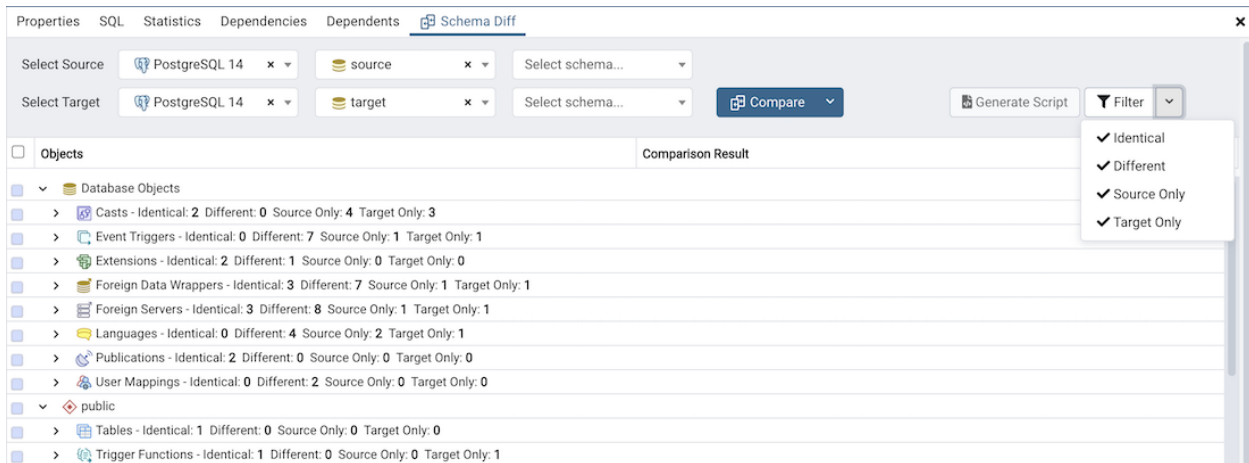 Properties SQL Statistics Dependencies Dependents Schema Diff
Select Source PostgreSQL 14 source Select schema...
Select Target PostgreSQL 14 target Select schema... Compare Generate Script Filter
Identical
Different
Source Only
Target Only
Objects Comparison Result
Database Objects
Casts - Identical: 2 Different: 0 Source Only: 4 Target Only: 3
Event Triggers - Identical: 0 Different: 7 Source Only: 1 Target Only: 1
Extensions - Identical: 2 Different: 1 Source Only: 0 Target Only: 0
Foreign Data Wrappers - Identical: 3 Different: 7 Source Only: 1 Target Only: 1
Foreign Servers - Identical: 3 Different: 8 Source Only: 1 Target Only: 1
Languages - Identical: 0 Different: 4 Source Only: 2 Target Only: 1
Publications - Identical: 2 Different: 0 Source Only: 0 Target Only: 0
User Mappings - Identical: 0 Different: 2 Source Only: 0 Target Only: 0
public
Tables - Identical: 1 Different: 0 Source Only: 0 Target Only: 0
Trigger Functions - Identical: 1 Different: 0 Source Only: 0 Target Only: 1